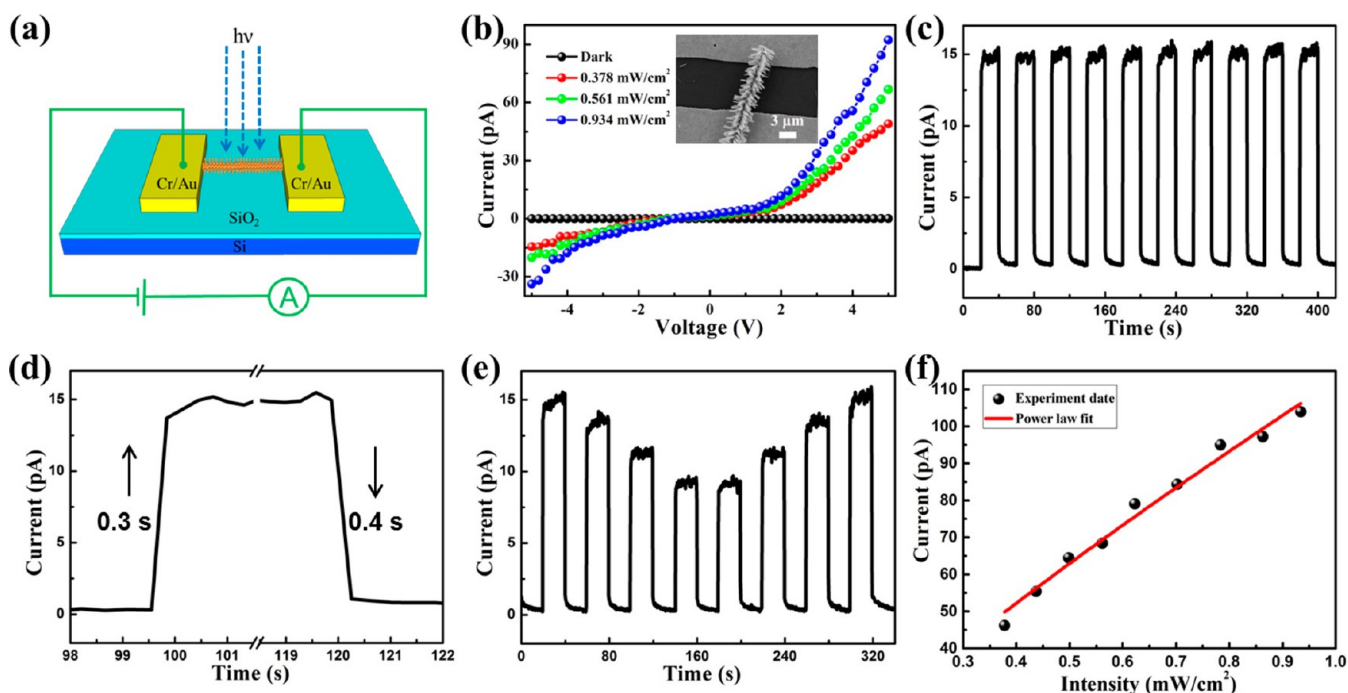 (a)
hν
Cr/Au
Cr/Au
SiO2
Si
A
(b)
90
60
30
0
-30
Current (pA)
Dark
0.378 mW/cm2
0.561 mW/cm2
0.934 mW/cm2
3 μm
-4
-2
0
2
4
Voltage (V)
(c)
15
10
5
0
Current (pA)
0
80
160
240
320
400
Time (s)
(d)
15
10
5
0
Current (pA)
0.3 s
0.4 s
98
99
100
101
119
120
121
122
Time (s)
(e)
15
10
5
0
Current (pA)
0
80
160
240
320
Time (s)
(f)
110
100
90
80
70
60
50
40
Current (pA)
Experiment date
Power law fit
0.3
0.4
0.5
0.6
0.7
0.8
0.9
1.0
Intensity (mW/cm2)